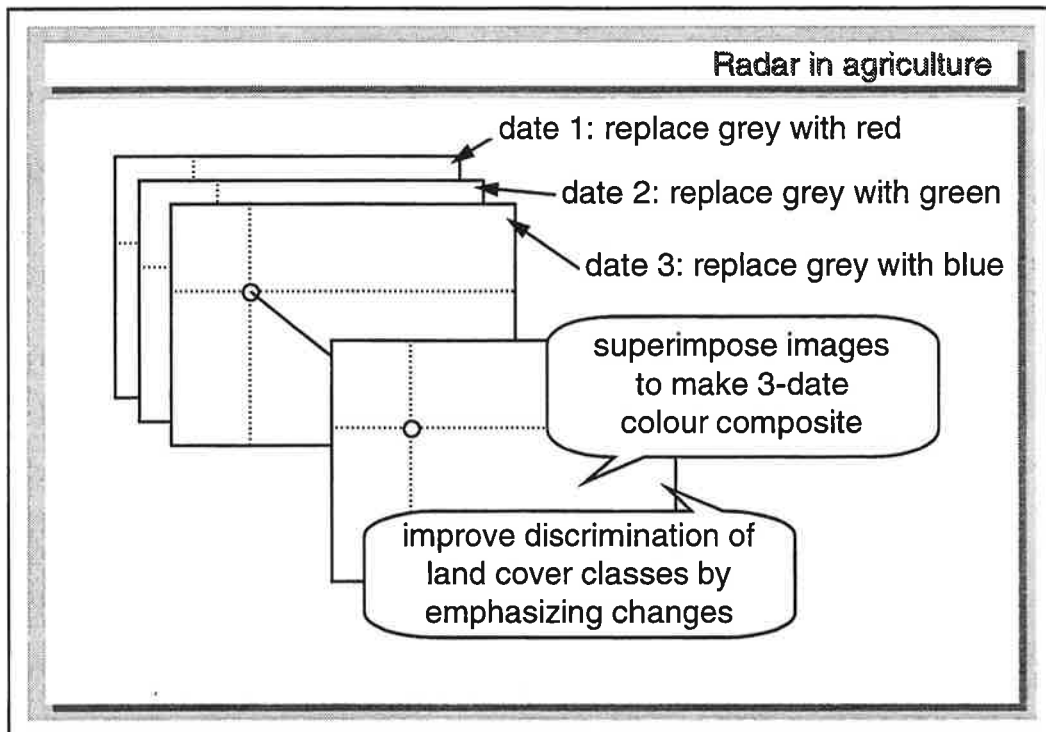 Radar in agriculture
date 1: replace grey with red
date 2: replace grey with green
date 3: replace grey with blue
superimpose images
to make 3-date
colour composite
improve discrimination of
land cover classes by
emphasizing changes